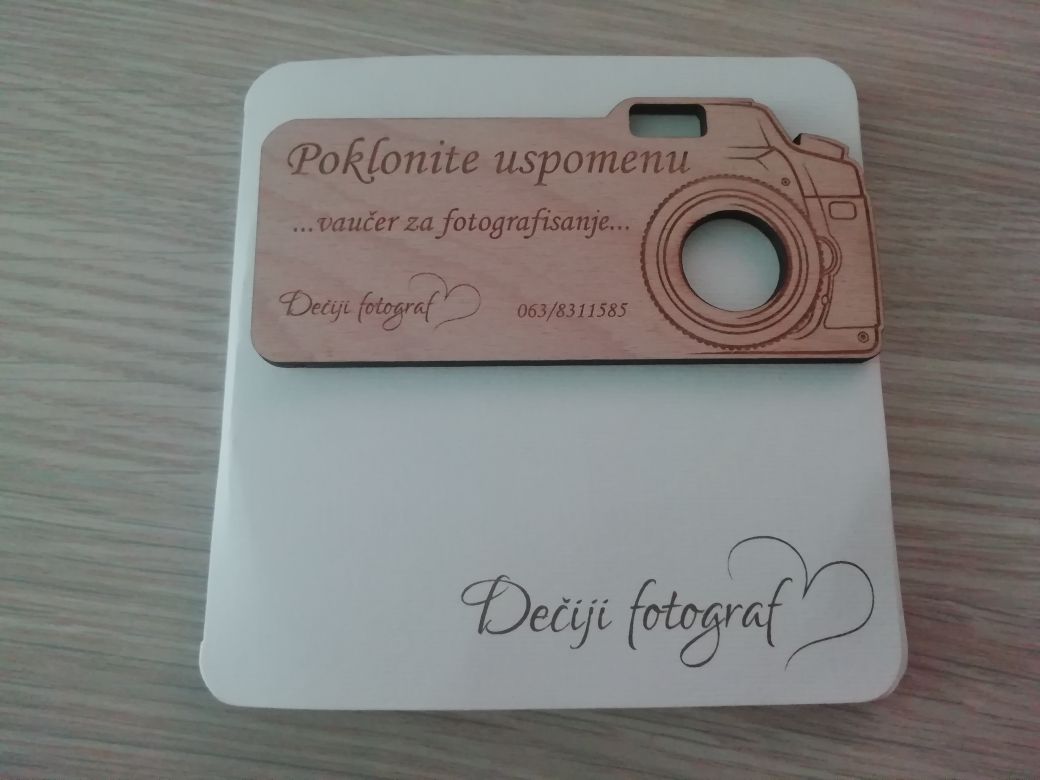 Poklonite uspomenu
...vaučer za fotografisanje...
Dečiji fotograf
063/8311585
Dečiji fotograf